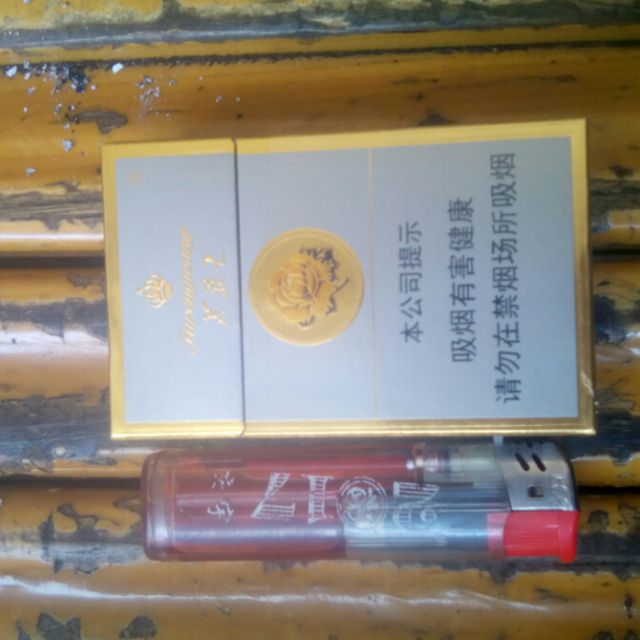 芙蓉王
Furongwang
本公司提示
吸烟有害健康
请勿在禁烟场所吸烟